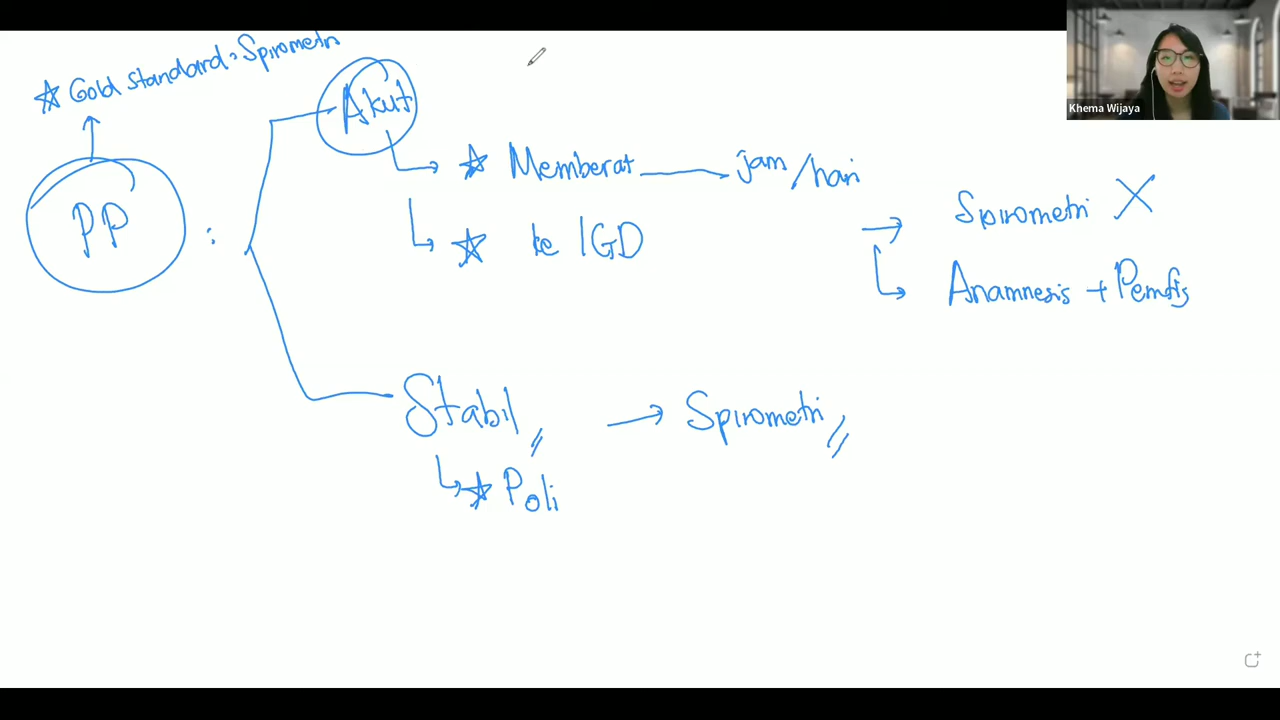 ☆ Gold standard: Spirometri
Khema Wijaya
Akut
☆ Memberat — jam/hari
PP :
☆ ke IGD
→ Spirometri X
↳ Anamnesis + Pemfis
Stabil → Spirometri
↳ ☆ Poli